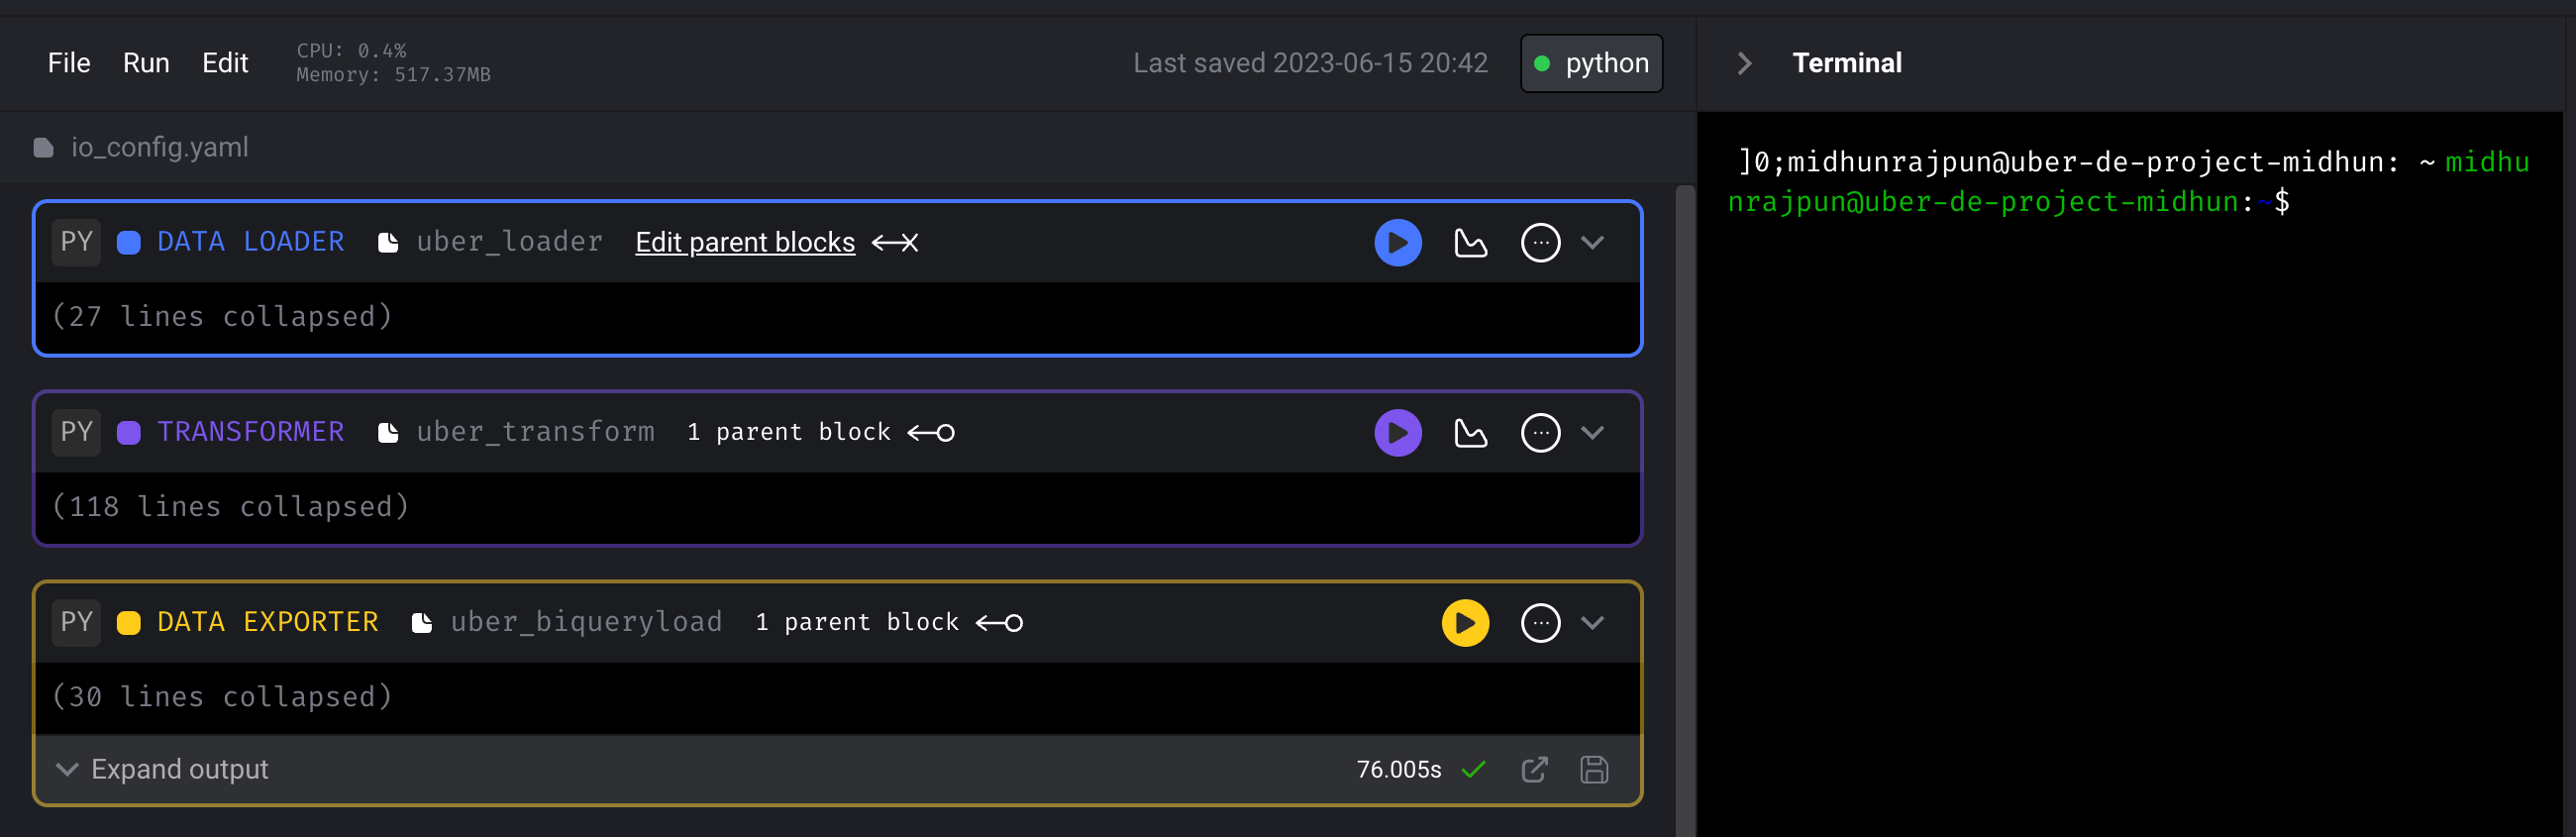 File Run Edit
CPU: 0.4%
Memory: 517.37MB
Last saved 2023-06-15 20:42
python
io_config.yaml
PY DATA LOADER uber_loader Edit parent blocks
(27 lines collapsed)
PY TRANSFORMER uber_transform 1 parent block
(118 lines collapsed)
PY DATA EXPORTER uber_biqueryload 1 parent block
(30 lines collapsed)
Expand output 76.005s
Terminal
]0;midhunrajpun@uber-de-project-midhun: ~ midhu
nrajpun@uber-de-project-midhun:~$